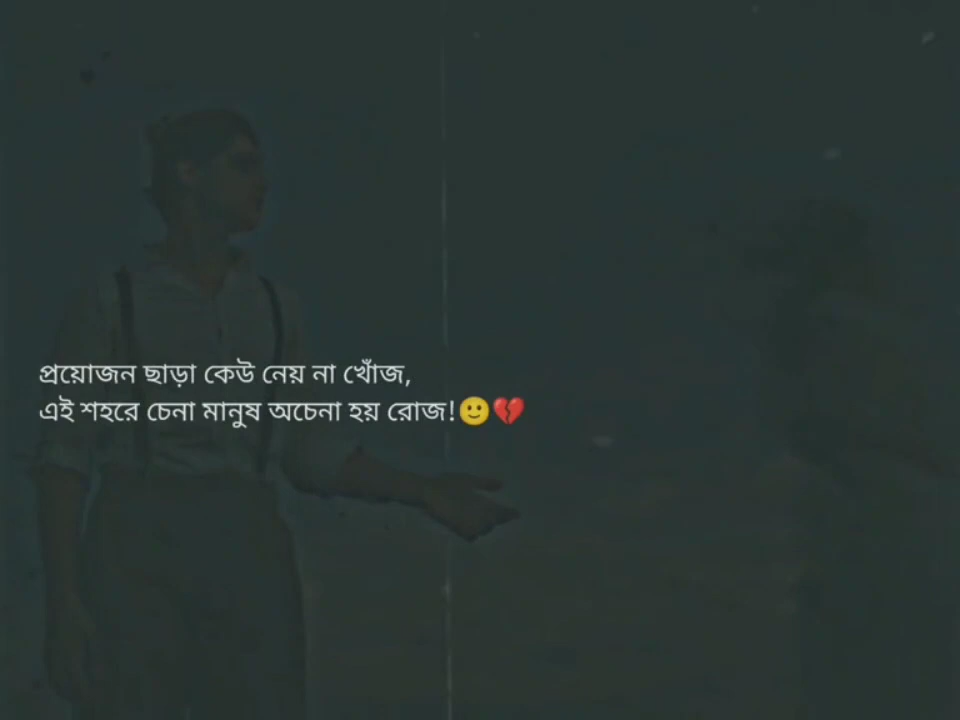 প্রয়োজন ছাড়া কেউ নেয় না খোঁজ,
এই শহরে চেনা মানুষ অচেনা হয় রোজ!🙂💔